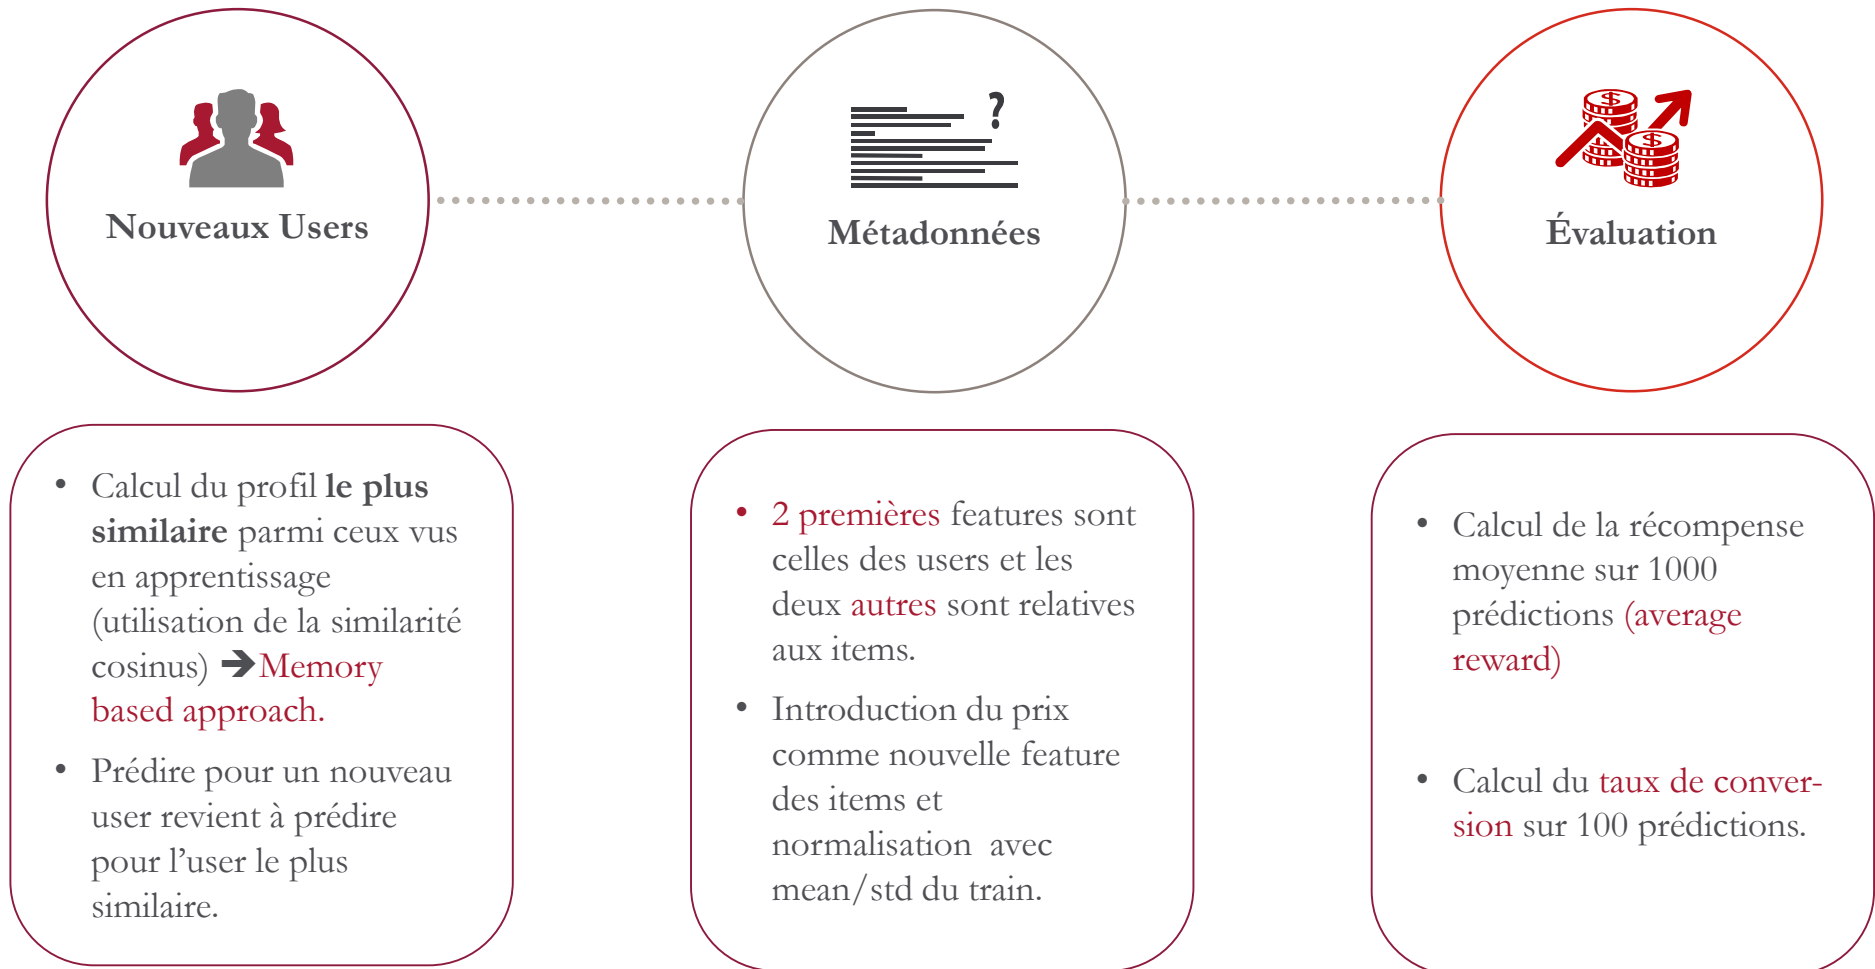 Nouveaux Users
• Calcul du profil le plus
similaire parmi ceux vus
en apprentissage
(utilisation de la similarité
cosinus) ➔Memory
based approach.
• Prédire pour un nouveau
user revient à prédire
pour l’user le plus
similaire.
?
Métadonnées
• 2 premières features sont
celles des users et les
deux autres sont relatives
aux items.
• Introduction du prix
comme nouvelle feature
des items et
normalisation avec
mean/std du train.
$
$
Évaluation
• Calcul de la récompense
moyenne sur 1000
prédictions (average
reward)
• Calcul du taux de conver-
sion sur 100 prédictions.